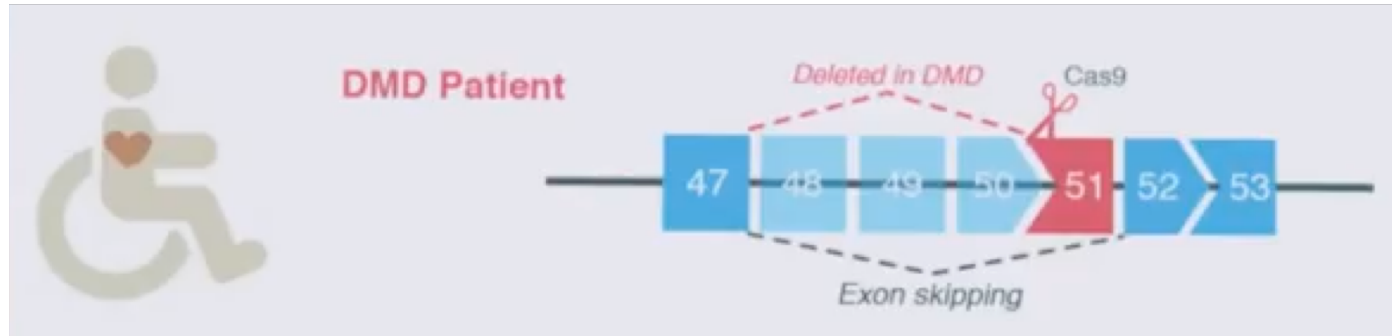 Deleted in DMD
Cas9
DMD Patient
47 48 49 50 51 52 53
Exon skipping